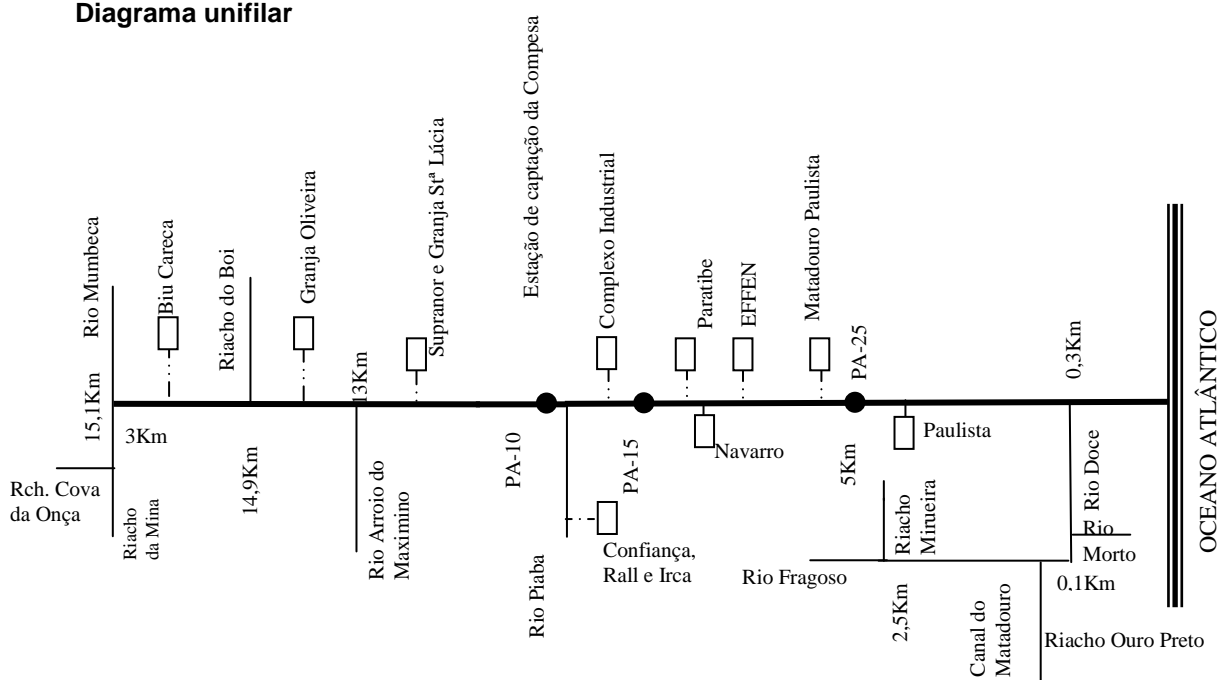 Diagrama unifilar
Rio Mumbeca
Biu Careca
Riacho do Boi
Granja Oliveira
Supranor e Granja Stª Lúcia
Estação de captação da Compesa
Complexo Industrial
Paratibe
EFFEN
Matadouro Paulista
PA-25
0,3Km
OCEANO ATLÂNTICO
15,1Km
3Km
14,9Km
13Km
PA-10
PA-15
Navarro
5Km
Paulista
Rch. Cova
da Onça
Riacho
da Mina
Rio Arroio do
Maximino
Rio Piaba
Confiança,
Rall e Irca
Riacho
Mirueira
Rio Doce
Rio
Morto
Rio Fragoso
2,5Km
0,1Km
Canal do
Matadouro
Riacho Ouro Preto